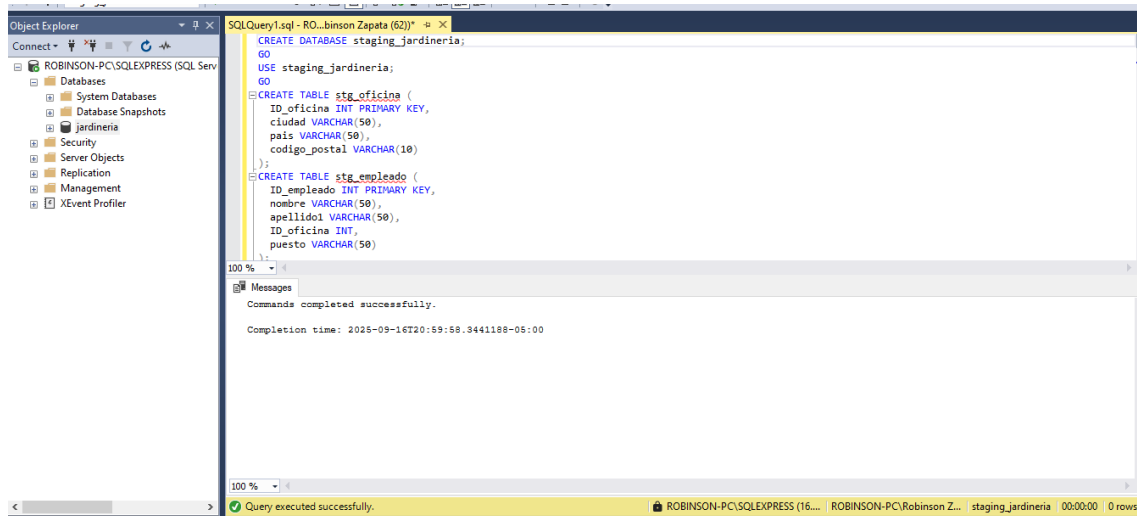 Object Explorer
Connect
ROBINSON-PC\SQLEXPRESS (SQL Serv
Databases
System Databases
Database Snapshots
jardineria
Security
Server Objects
Replication
Management
XEvent Profiler
SQLQuery1.sql - RO...binson Zapata (62))*
CREATE DATABASE staging_jardineria;
GO
USE staging_jardineria;
GO
CREATE TABLE stg_oficina (
ID_oficina INT PRIMARY KEY,
ciudad VARCHAR(50),
pais VARCHAR(50),
codigo_postal VARCHAR(10)
);
CREATE TABLE stg_empleado (
ID_empleado INT PRIMARY KEY,
nombre VARCHAR(50),
apellido1 VARCHAR(50),
ID_oficina INT,
puesto VARCHAR(50)
);
100 %
Messages
Commands completed successfully.
Completion time: 2025-09-16T20:59:58.3441188-05:00
100 %
Query executed successfully.
ROBINSON-PC\SQLEXPRESS (16....
ROBINSON-PC\Robinson Z...
staging_jardineria
00:00:00
0 rows